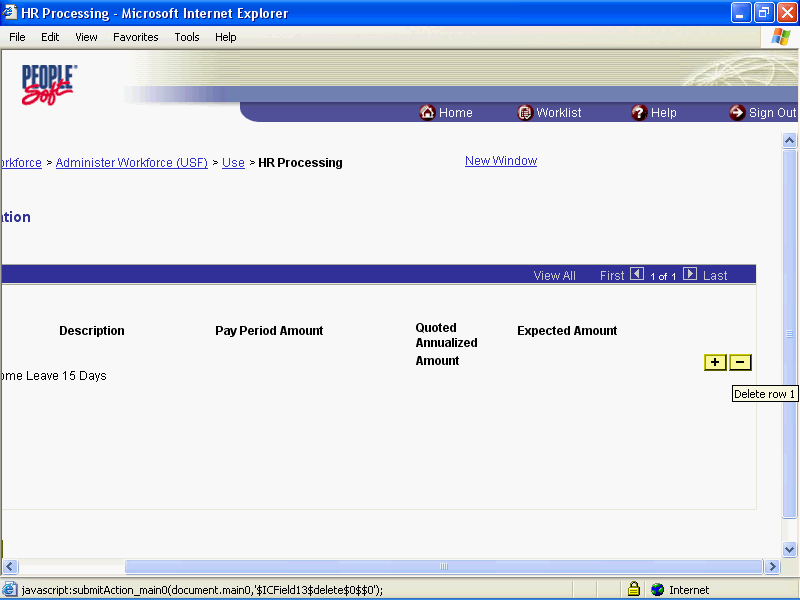 HR Processing - Microsoft Internet Explorer
File Edit View Favorites Tools Help
PEOPLE
Soft
Home Worklist Help Sign Out
orkforce > Administer Workforce (USF) > Use > HR Processing New Window
ation
View All First 1 of 1 Last
Description Pay Period Amount Quoted Annualized Amount Expected Amount
+ -
ome Leave 15 Days
Delete row 1
javascript:submitAction_main0(document.main0,'$ICField13$delete$0$$0'); Internet